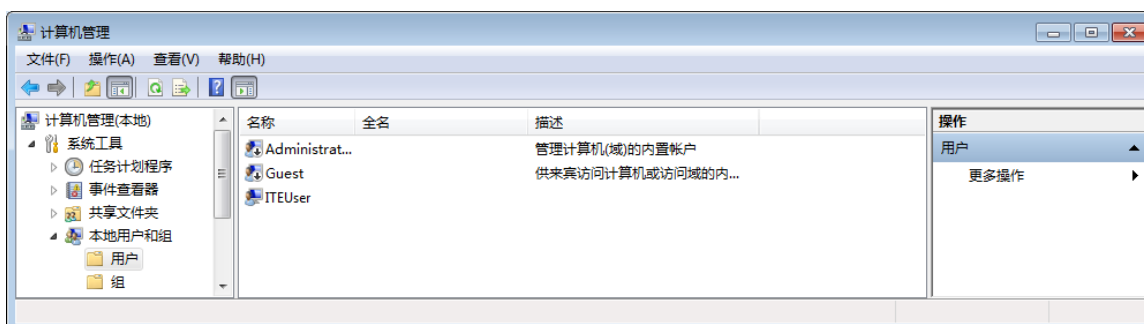 计算机管理
文件(F) 操作(A) 查看(V) 帮助(H)
计算机管理(本地)
系统工具
任务计划程序
事件查看器
共享文件夹
本地用户和组
用户
组
名称 全名 描述
Administrat... 管理计算机(域)的内置帐户
Guest 供来宾访问计算机或访问域的内...
ITEUser
操作
用户
更多操作